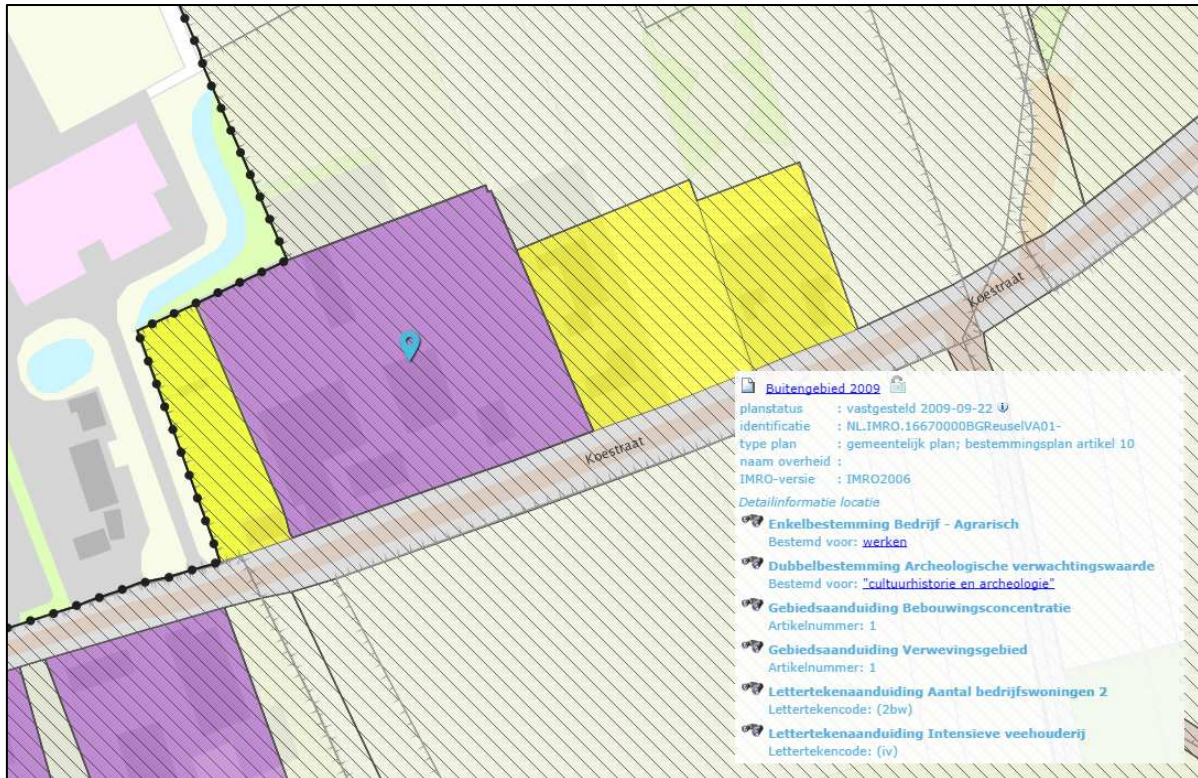 Koestraat
Koestraat
Buitengebied 2009
planstatus : vastgesteld 2009-09-22
identificatie : NL.IMRO.16670000BGReuselVA01-
type plan : gemeentelijk plan; bestemmingsplan artikel 10
naam overheid :
IMRO-versie : IMRO2006
Detailinformatie locatie
Enkelbestemming Bedrijf - Agrarisch
Bestemd voor: werken
Dubbelbestemming Archeologische verwachtingswaarde
Bestemd voor: "cultuurhistorie en archeologie"
Gebiedsaanduiding Bebouwingsconcentratie
Artikelnummer: 1
Gebiedsaanduiding Verwevingsgebied
Artikelnummer: 1
Lettertekenaanduiding Aantal bedrijfswoningen 2
Lettertekencode: (2bw)
Lettertekenaanduiding Intensieve veehouderij
Lettertekencode: (iv)